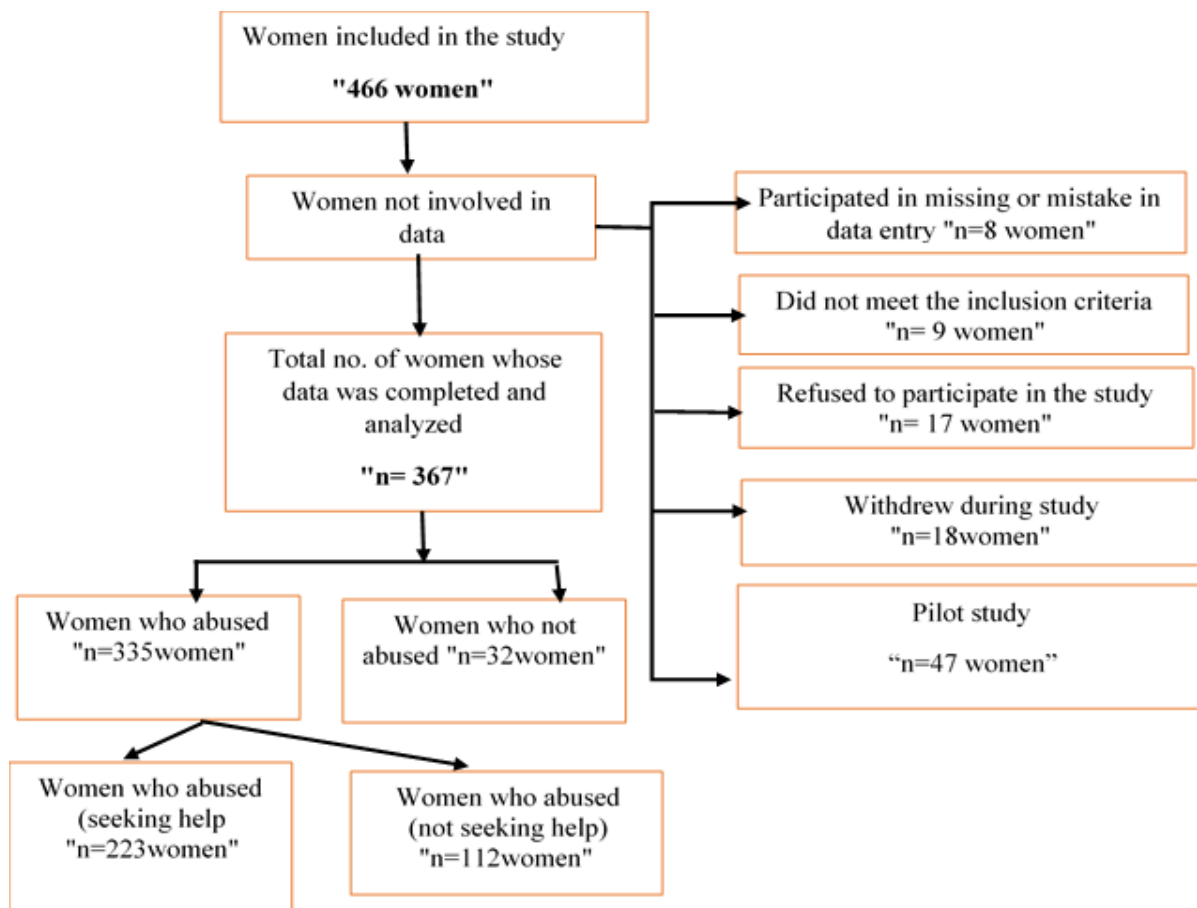 Women included in the study
"466 women"
Women not involved in
data
Participated in missing or mistake in
data entry "n=8 women"
Did not meet the inclusion criteria
"n= 9 women"
Refused to participate in the study
"n= 17 women"
Withdrew during study
"n=18women"
Pilot study
“n=47 women”
Total no. of women whose
data was completed and
analyzed
"n= 367"
Women who abused
"n=335women"
Women who not
abused "n=32women"
Women who abused
(seeking help
"n=223women"
Women who abused
(not seeking help)
"n=112women"